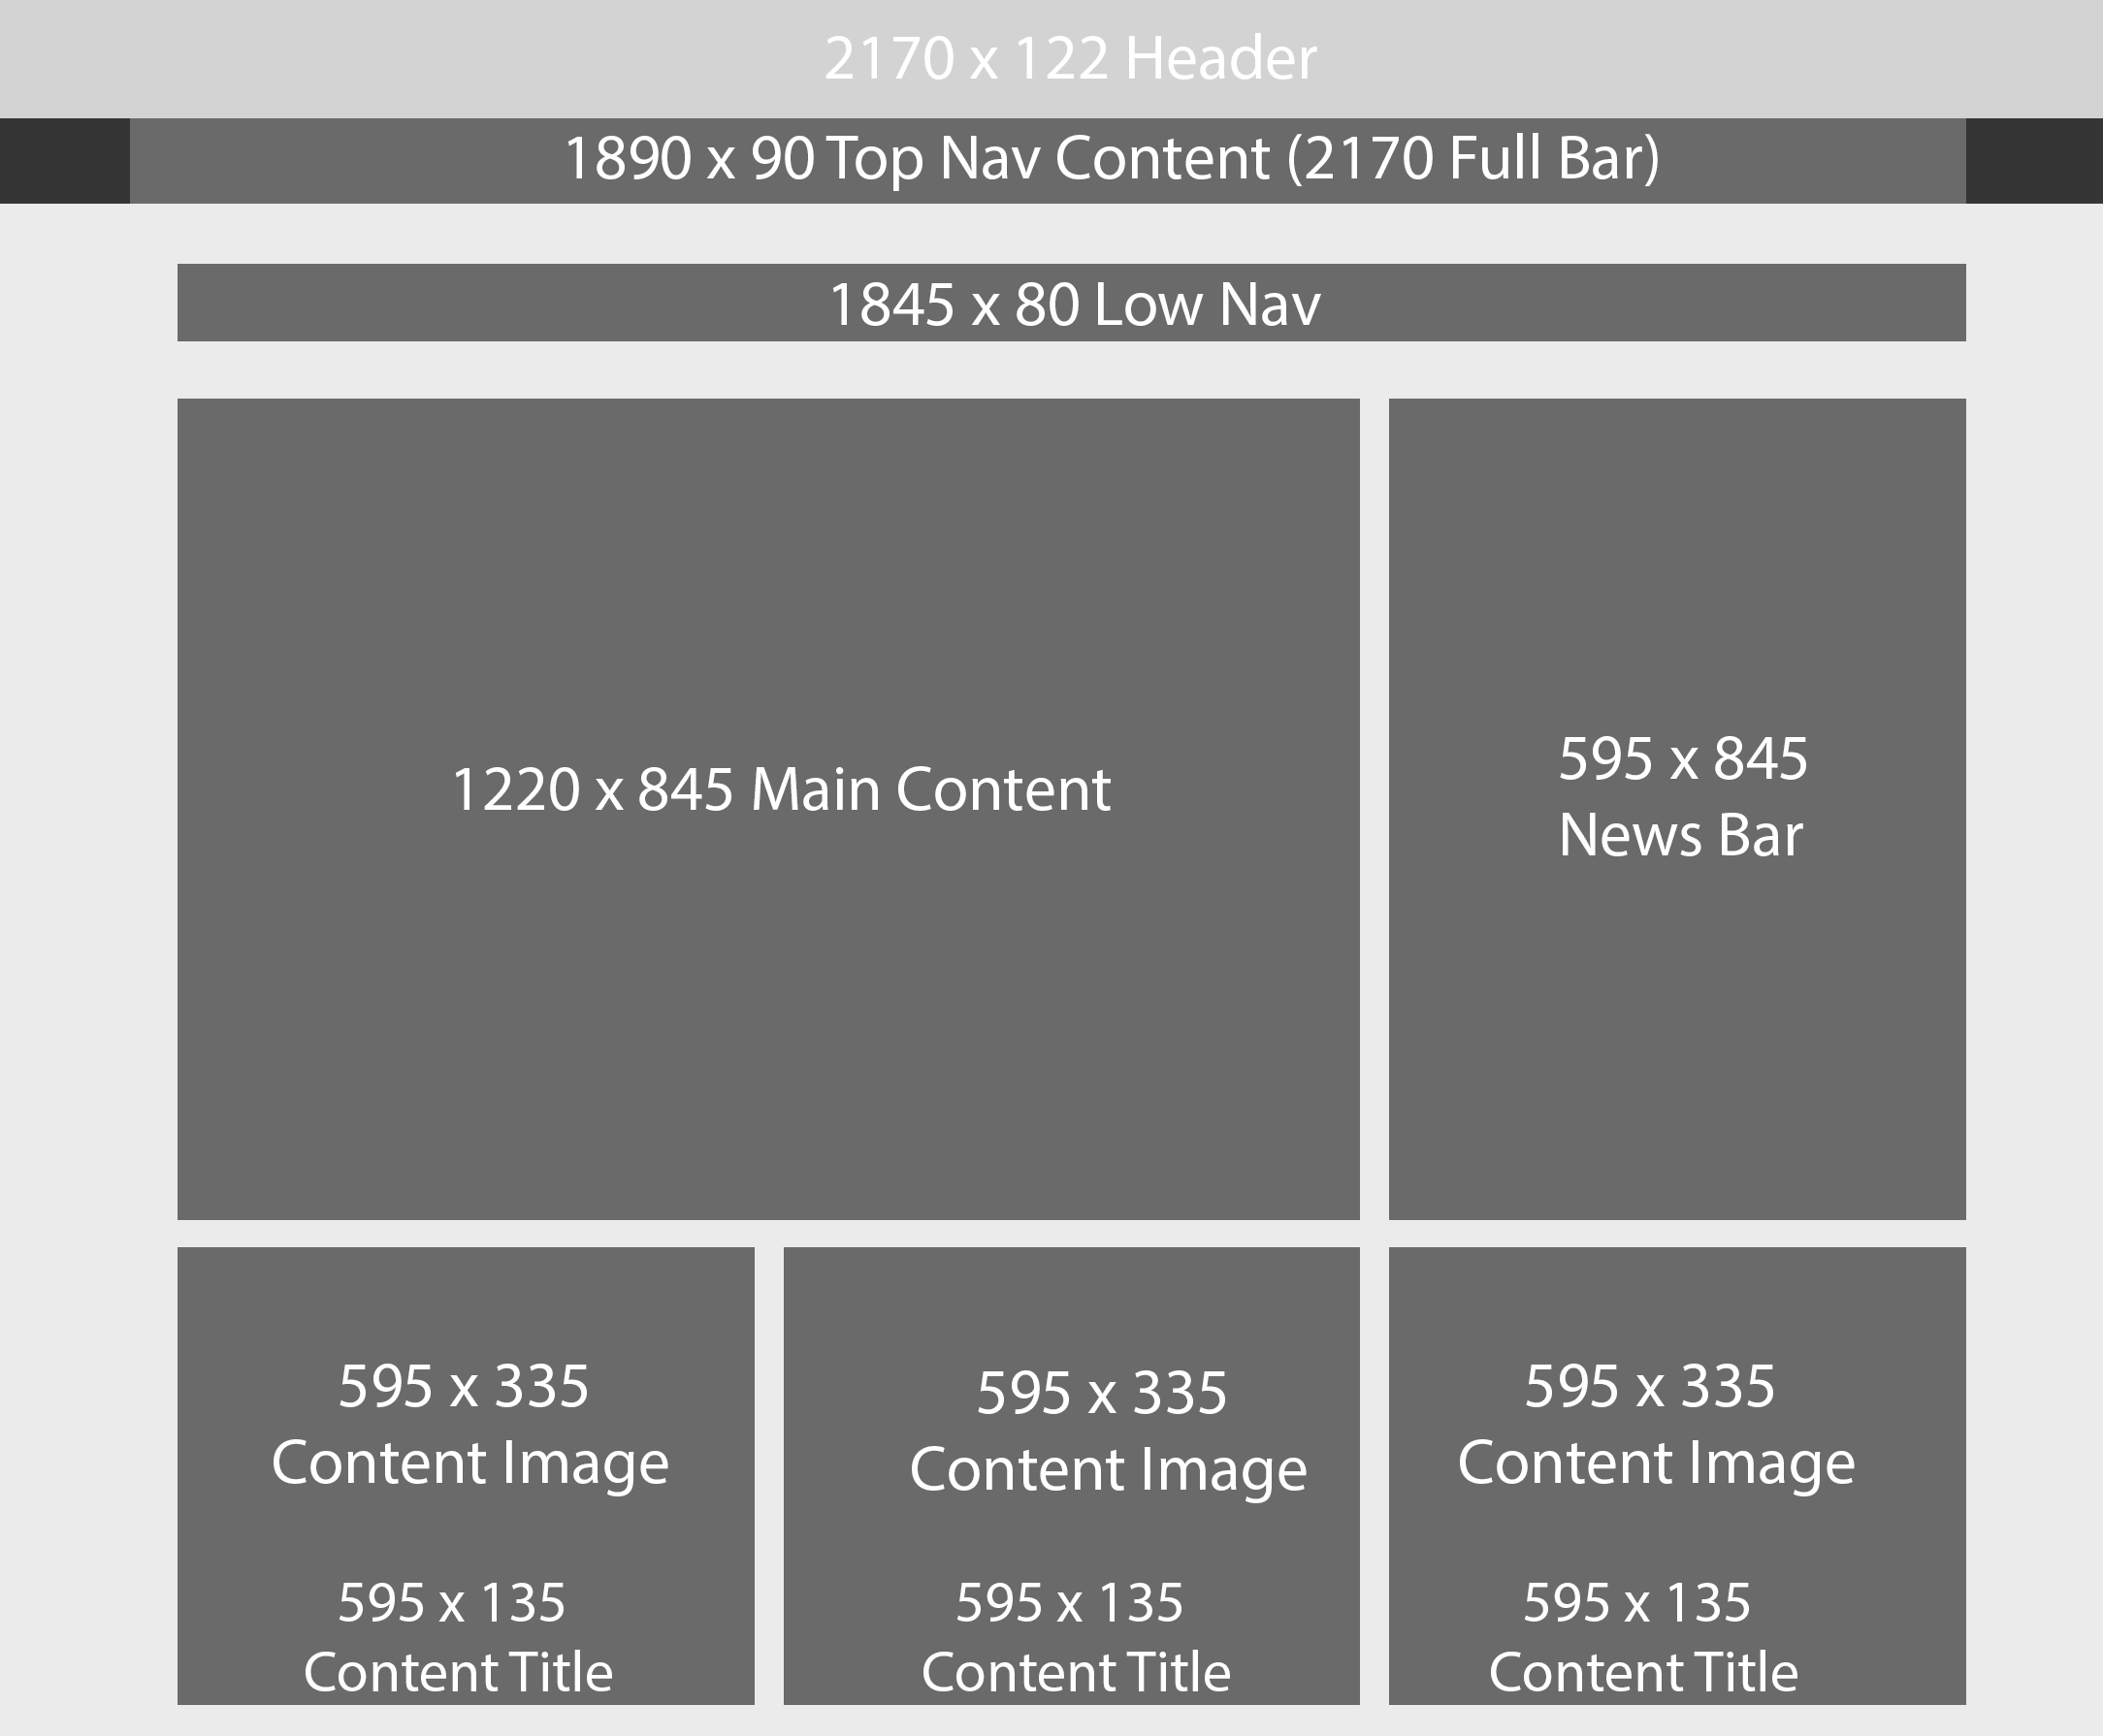 2170 x 122 Header
1890 x 90 Top Nav Content (2170 Full Bar)
1845 x 80 Low Nav
1220 x 845 Main Content
595 x 845
News Bar
595 x 335
Content Image
595 x 135
Content Title
595 x 335
Content Image
595 x 135
Content Title
595 x 335
Content Image
595 x 135
Content Title